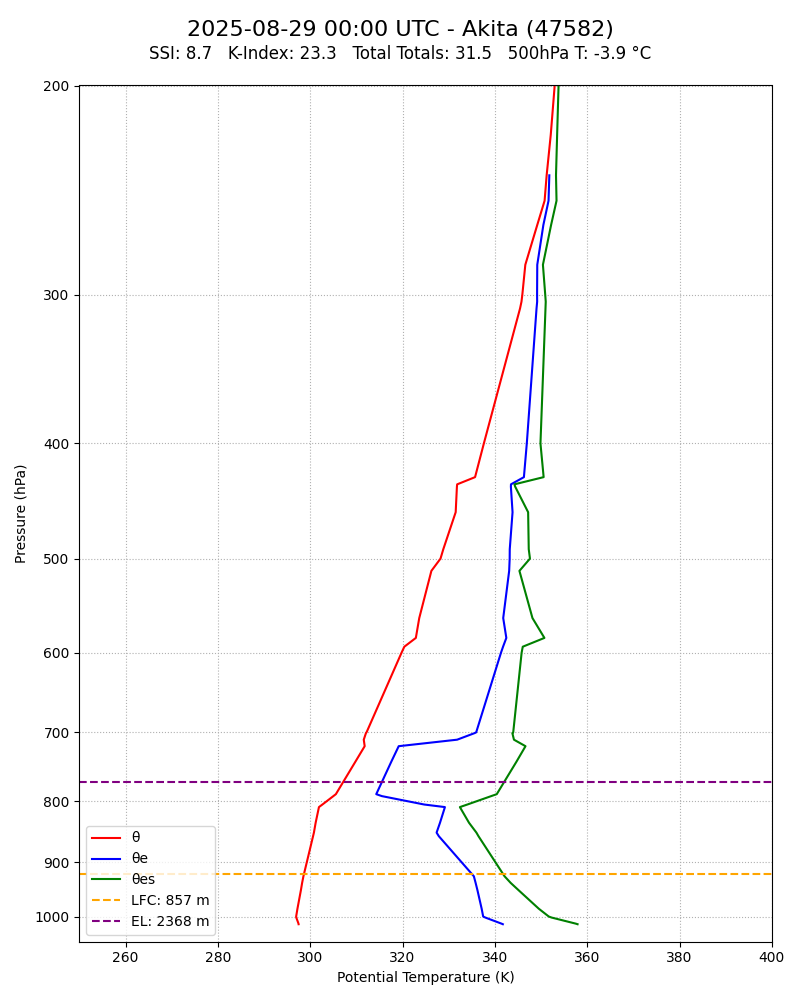 2025-08-29 00:00 UTC - Akita (47582)
SSI: 8.7   K-Index: 23.3   Total Totals: 31.5   500hPa T: -3.9 °C
200
300
400
500
600
700
800
900
1000
Pressure (hPa)
θ
θe
θes
LFC: 857 m
EL: 2368 m
260
280
300
320
340
360
380
400
Potential Temperature (K)